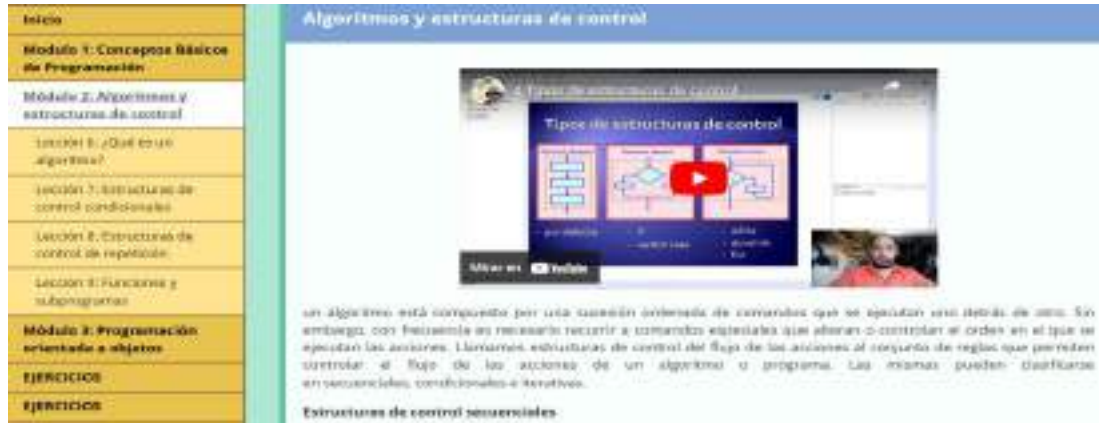 Inicio
Modulo 1: Conceptos Básicos
de Programación
Módulo 2: Algoritmos y
estructuras de control
Lección 6: ¿Qué es un
algoritmo?
Lección 7: Estructuras de
control condicionales
Lección 8: Estructuras de
control de repetición
Lección 9: Funciones y
subprogramas
Módulo 3: Programación
orientada a objetos
EJERCICIOS
EJERCICIOS
Algoritmos y estructuras de control
Tipos de estructuras de control
Tipos de estructuras de control
Mirar en YouTube
un algoritmo está compuesto por una sucesión ordenada de comandos que se ejecutan uno detrás de otro. Sin
embargo, con frecuencia es necesario recurrir a comandos especiales que alteran o controlan el orden en el que se
ejecutan las acciones. Llamamos estructuras de control del flujo de las acciones al conjunto de reglas que permiten
controlar el flujo de las acciones de un algoritmo o programa. Las mismas pueden clasificarse
en secuenciales, condicionales e iterativas.
Estructuras de control secuenciales